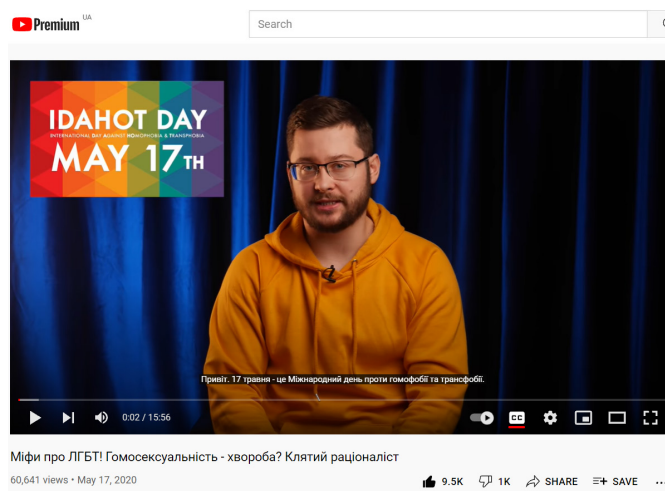 Premium UA
Search
IDAHOT DAY
INTERNATIONAL DAY AGAINST HOMOPHOBIA & TRANSPHOBIA
MAY 17TH
Привіт. 17 травня - це Міжнародний день проти гомофобії та трансфобії.
0:02 / 15:56
CC
Міфи про ЛГБТ! Гомосексуальність - хвороба? Клятий раціоналіст
60,641 views • May 17, 2020
9.5K 1K SHARE SAVE